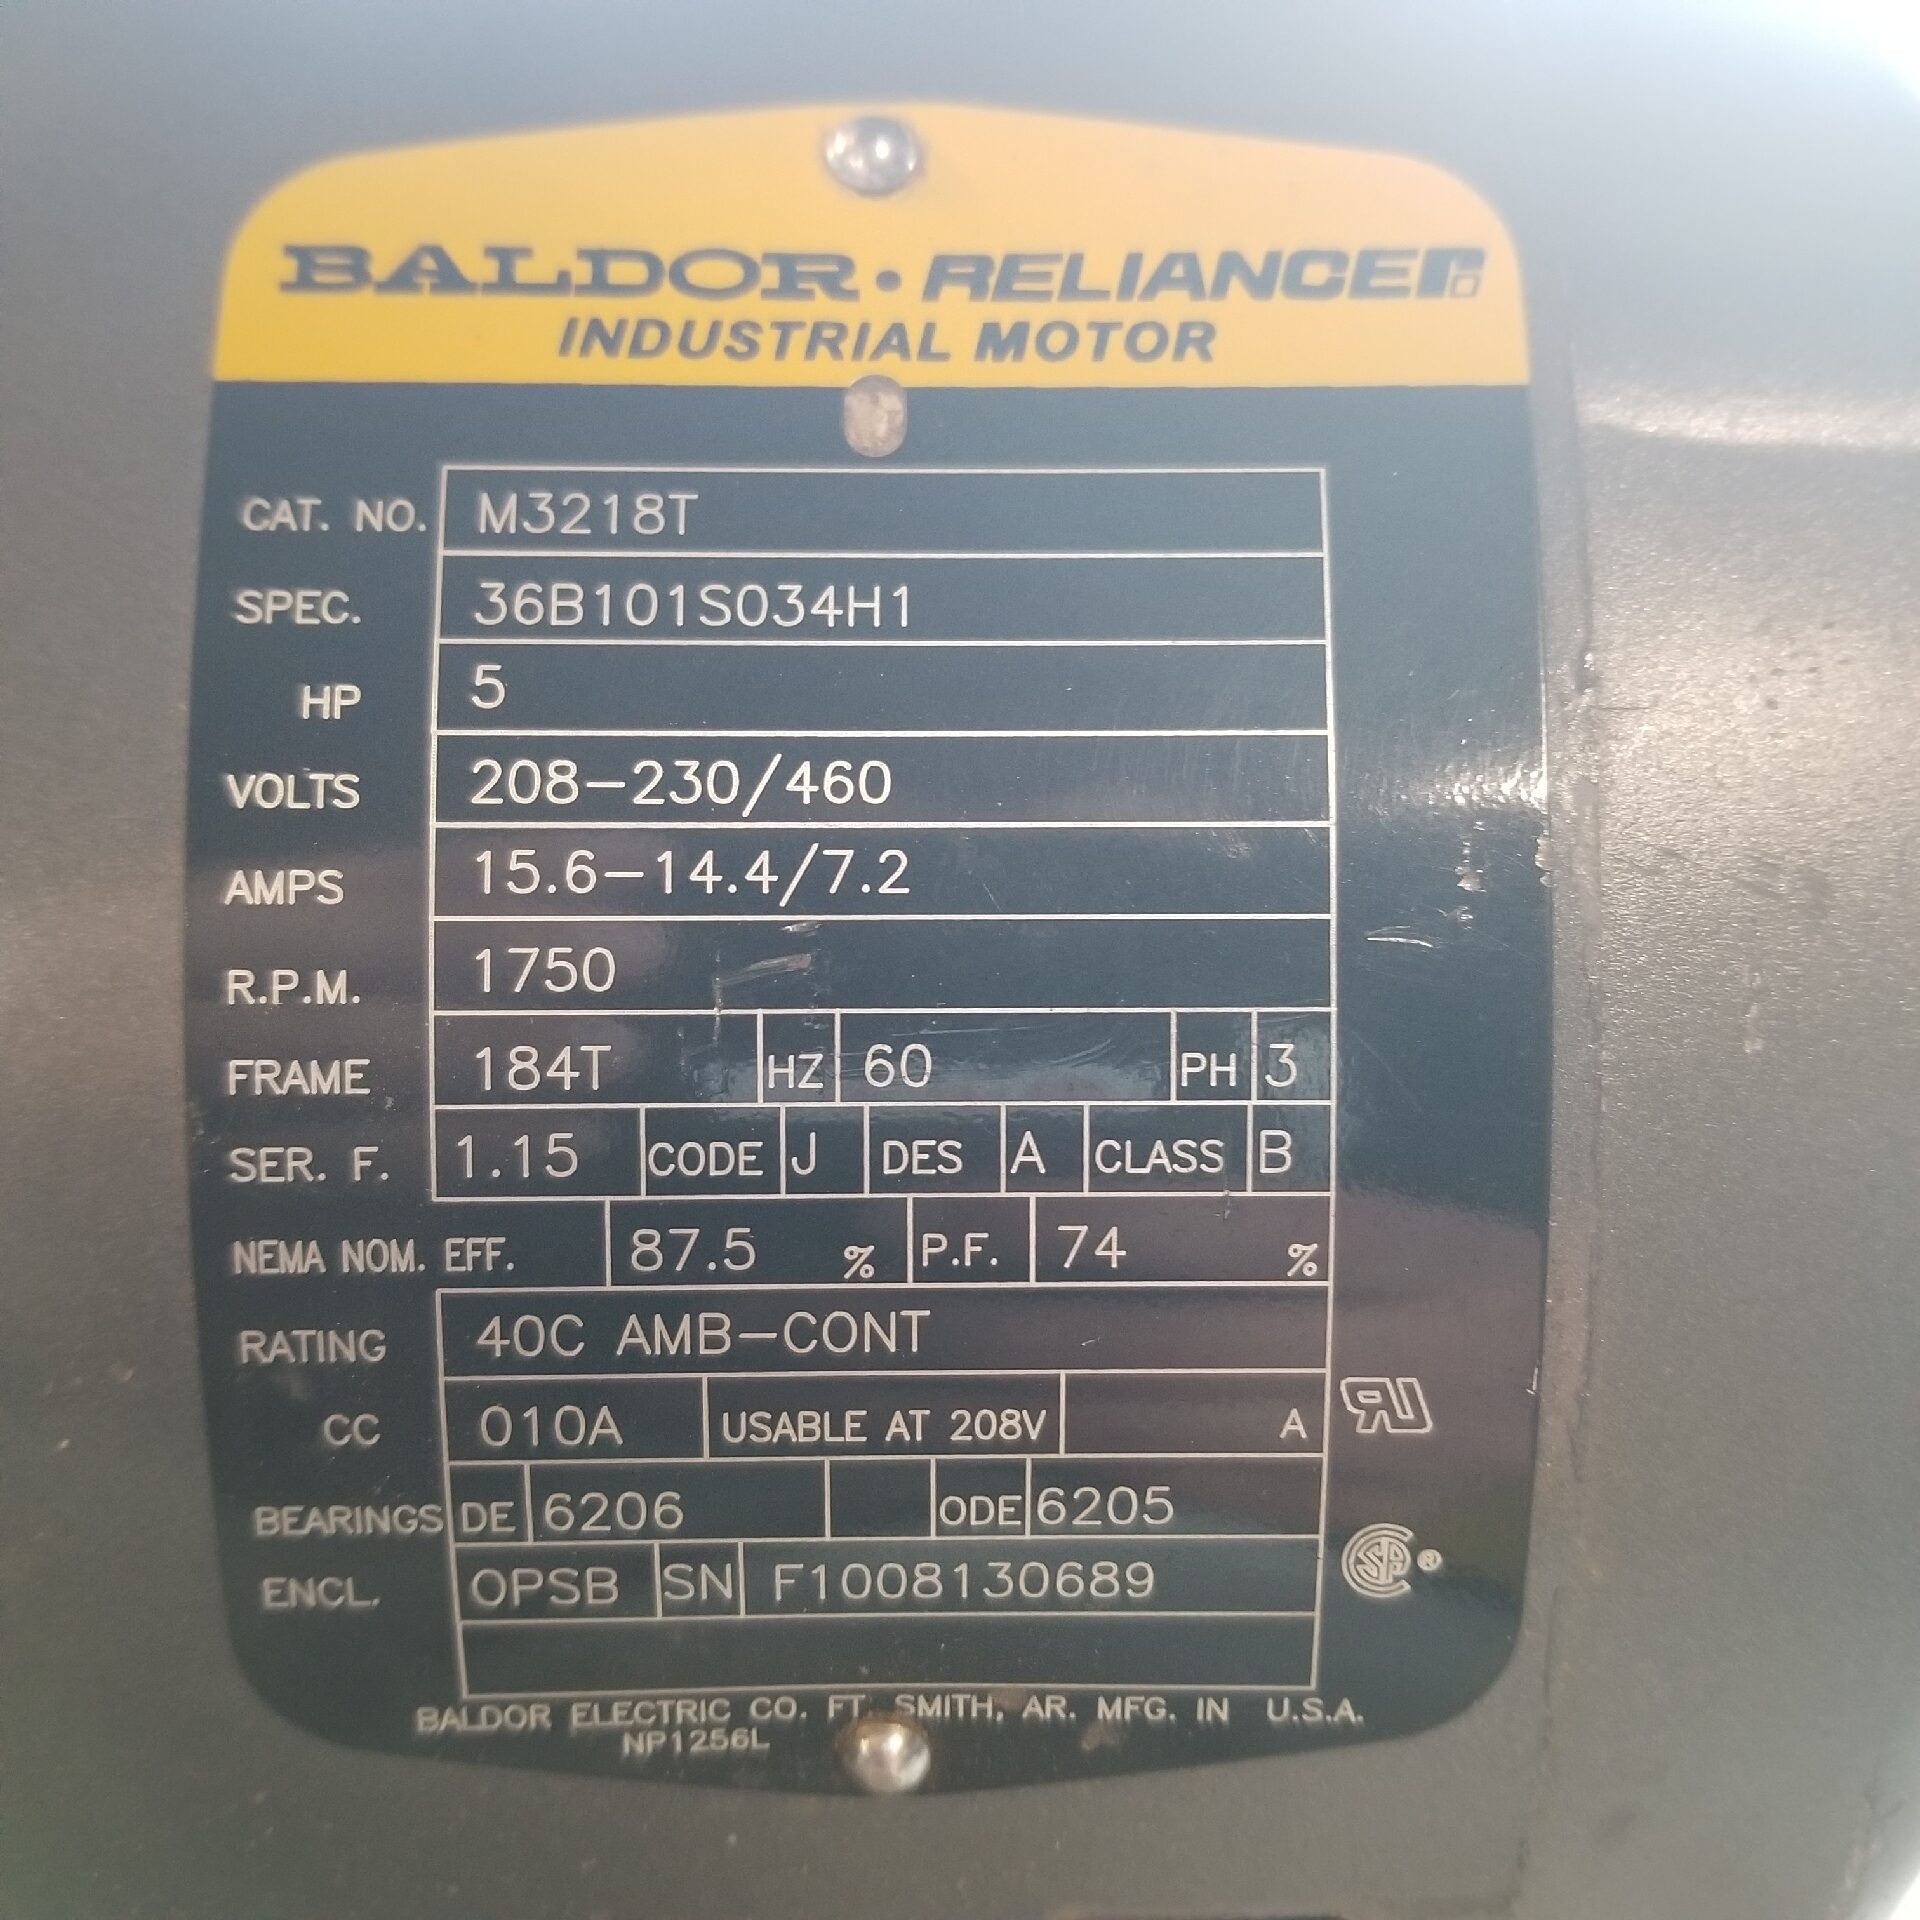 BALDOR • RELIANCE
INDUSTRIAL MOTOR
CAT. NO. M3218T
SPEC. 36B101S034H1
HP 5
VOLTS 208-230/460
AMPS 15.6-14.4/7.2
R.P.M. 1750
FRAME 184T HZ 60 PH 3
SER. F. 1.15 CODE J DES A CLASS B
NEMA NOM. EFF. 87.5 % P.F. 74 %
RATING 40C AMB-CONT
CC 010A USABLE AT 208V A
BEARINGS DE 6206 ODE 6205
ENCL. OPSB SN F1008130689
BALDOR ELECTRIC CO. FT. SMITH, AR. MFG. IN U.S.A.
NP1256L